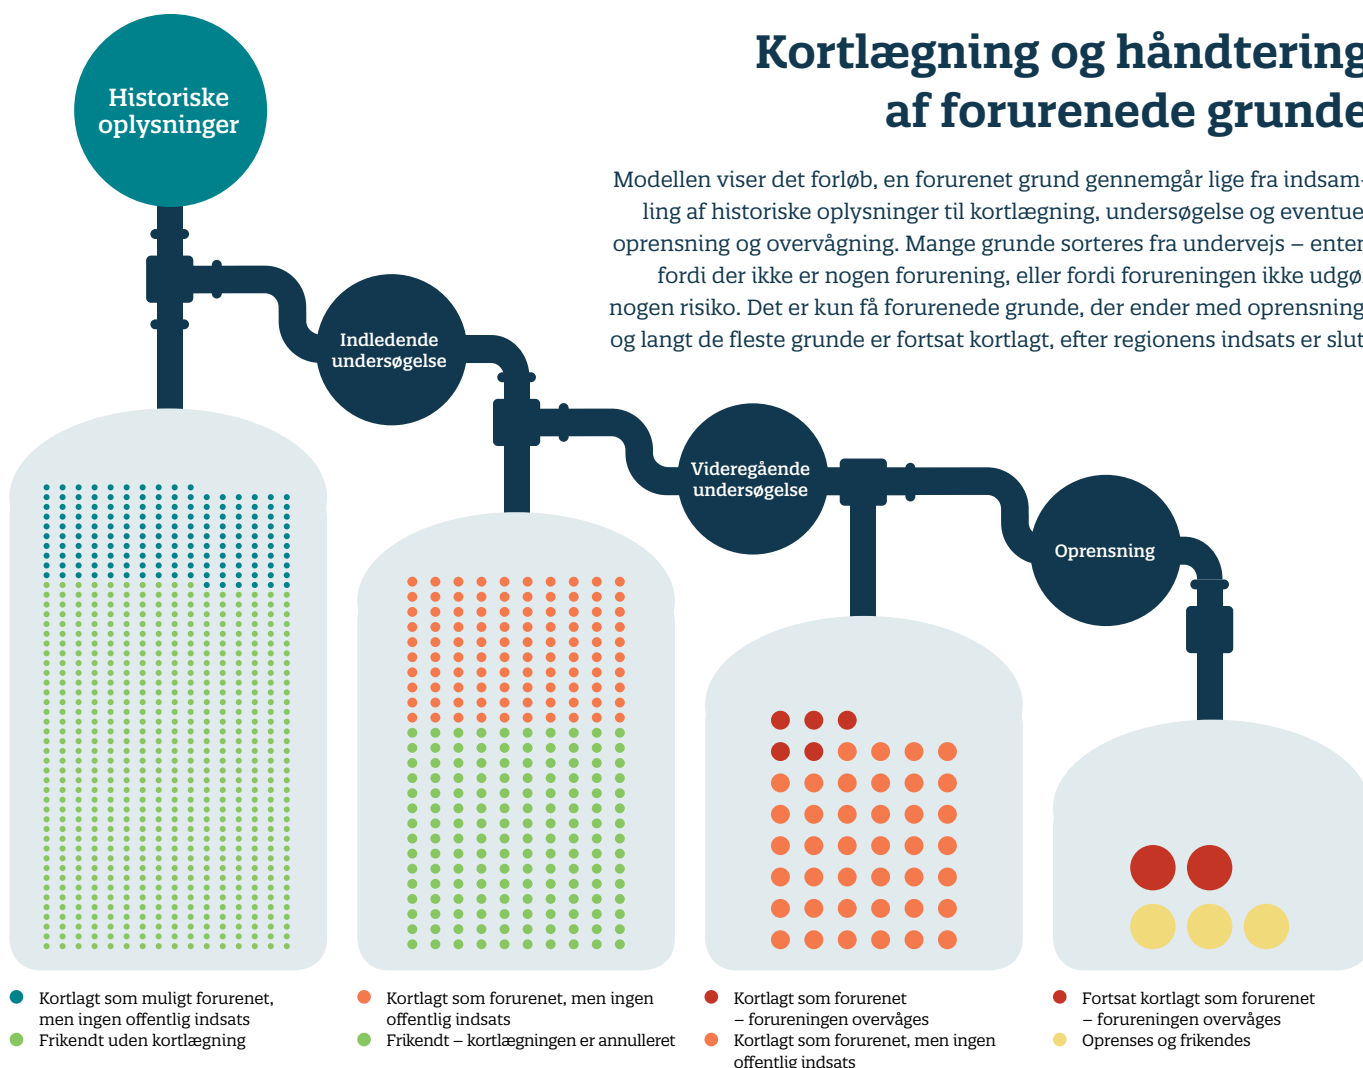 Kortlægning og håndtering
af forurenede grunde
Modellen viser det forløb, en forurenet grund gennemgår lige fra indsam-
ling af historiske oplysninger til kortlægning, undersøgelse og eventue
oprensning og overvågning. Mange grunde sorteres fra undervejs – enten
fordi der ikke er nogen forurening, eller fordi forureningen ikke udgø
nogen risiko. Det er kun få forurenede grunde, der ender med oprensning
og langt de fleste grunde er fortsat kortlagt, efter regionens indsats er slut
Historiske
oplysninger
Indledende
undersøgelse
Videregående
undersøgelse
Oprensning
Kortlagt som muligt forurenet,
men ingen offentlig indsats
Frikendt uden kortlægning
Kortlagt som forurenet, men ingen
offentlig indsats
Frikendt – kortlægningen er annulleret
Kortlagt som forurenet
– forureningen overvåges
Kortlagt som forurenet, men ingen
offentlig indsats
Fortsat kortlagt som forurenet
– forureningen overvåges
Oprenses og frikendes